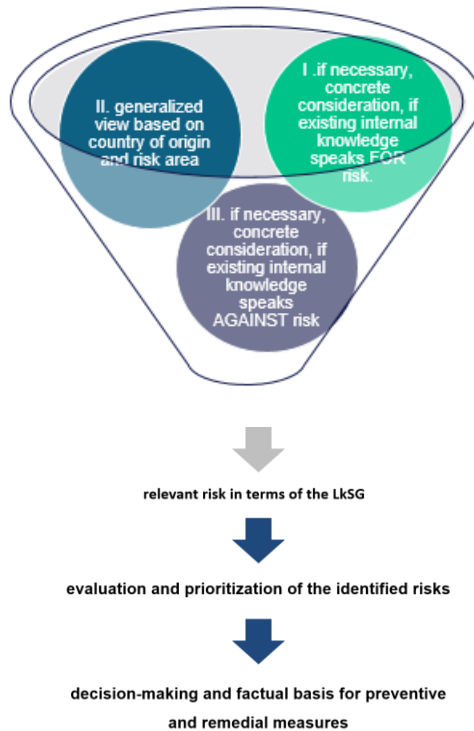 II. generalized
view based on
country of origin
and risk area
I .if necessary,
concrete
consideration, if
existing internal
knowledge
speaks FOR
risk.
III. if necessary,
concrete
consideration, if
existing internal
knowledge
speaks
AGAINST risk
relevant risk in terms of the LkSG
evaluation and prioritization of the identified risks
decision-making and factual basis for preventive
and remedial measures